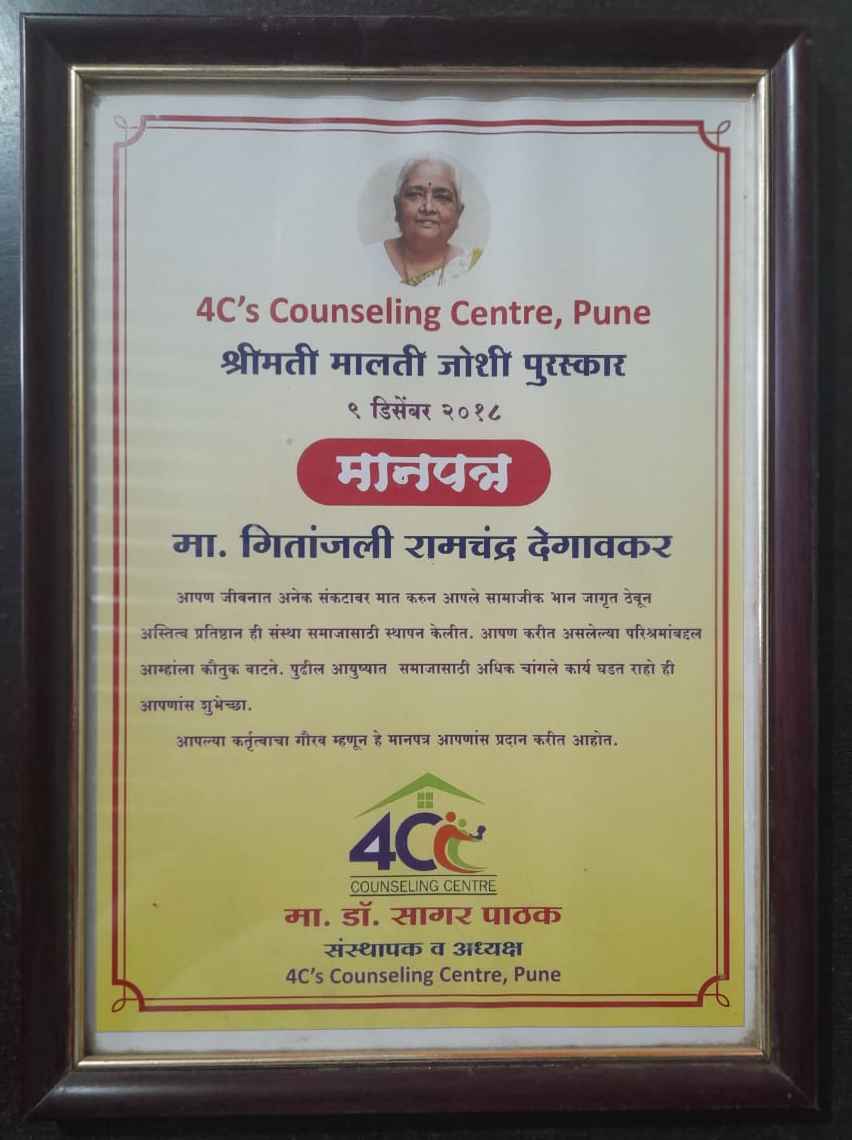 4C's Counseling Centre, Pune
श्रीमती मालती जोशी पुरस्कार
९ डिसेंबर २०१८
मानपत्र
मा. गितांजली रामचंद्र देगावकर
आपण जीवनात अनेक संकटावर मात करुन आपले सामाजीक भान जागृत ठेवून
अस्तित्व प्रतिष्ठान ही संस्था समाजासाठी स्थापन केलीत. आपण करीत असलेल्या परिश्रमांबद्दल
आम्हांला कौतुक वाटते. पुढील आयुष्यात समाजासाठी अधिक चांगले कार्य घडत राहो ही
आपणांस शुभेच्छा.
आपल्या कर्तृत्वाचा गौरव म्हणून हे मानपत्र आपणांस प्रदान करीत आहोत.
4C
COUNSELING CENTRE
मा. डॉ. सागर पाठक
संस्थापक व अध्यक्ष
4C's Counseling Centre, Pune